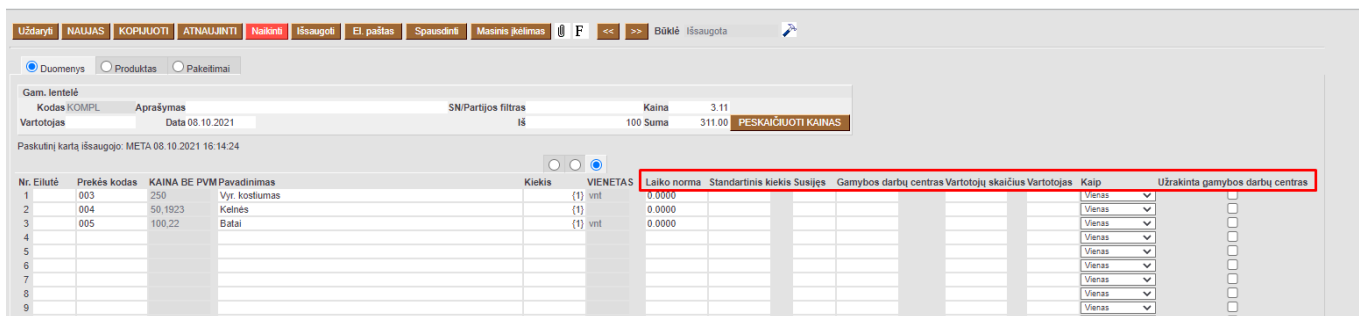 Uždaryti NAUJAS KOPIJUOTI ATNAUJINTI Naikinti Išsaugoti El. paštas Spausdinti Masinis įkėlimas F << >> Būklė Išsaugota
Duomenys Produktas Pakeitimai
Gam. lentelė
Kodas KOMPL Aprašymas SN/Partijos filtras Kaina 3.11
Vartotojas Data 08.10.2021 Iš 100 Suma 311.00 PESKAIČIUOTI KAINAS
Paskutinį kartą išsaugojo: META 08.10.2021 16:14:24
Nr. Eilutė Prekės kodas KAINA BE PVM Pavadinimas Kiekis VIENETAS Laiko norma Standartinis kiekis Susijęs Gamybos darbų centras Vartotojų skaičius Vartotojas Kaip Užrakinta gamybos darbų centras
1 003 250 Vyr. kostiumas {1} vnt 0.0000 Vienas
2 004 50,1923 Kelnės {1} 0.0000 Vienas
3 005 100,22 Batai {1} vnt 0.0000 Vienas
4 Vienas
5 Vienas
6 Vienas
7 Vienas
8 Vienas
9 Vienas